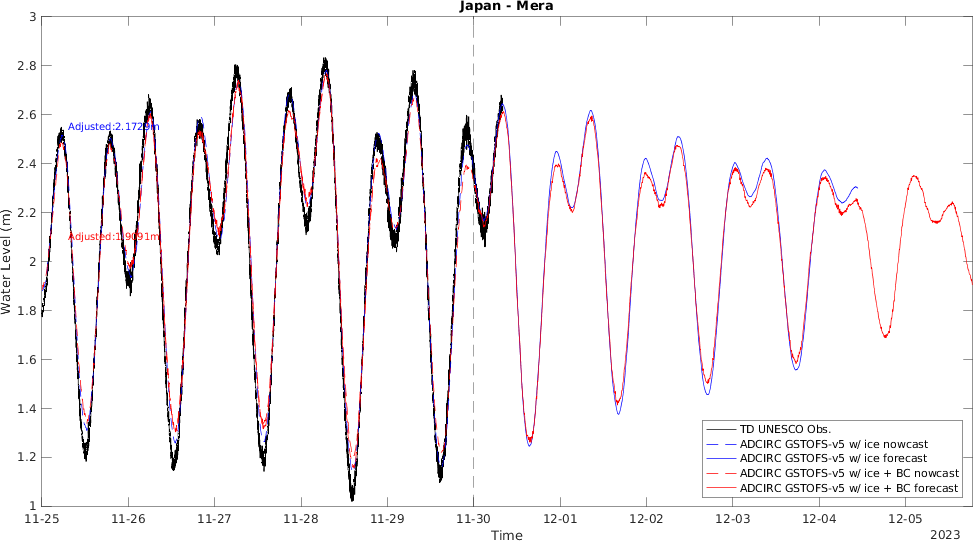 Japan - Mera
3
2.8
2.6
2.4
2.2
2
1.8
1.6
1.4
1.2
1
Water Level (m)
Adjusted:2.1729m
Adjusted:1.9091m
TD UNESCO Obs.
ADCIRC GSTOFS-v5 w/ ice nowcast
ADCIRC GSTOFS-v5 w/ ice forecast
ADCIRC GSTOFS-v5 w/ ice + BC nowcast
ADCIRC GSTOFS-v5 w/ ice + BC forecast
11-25 11-26 11-27 11-28 11-29 11-30 12-01 12-02 12-03 12-04 12-05
Time
2023